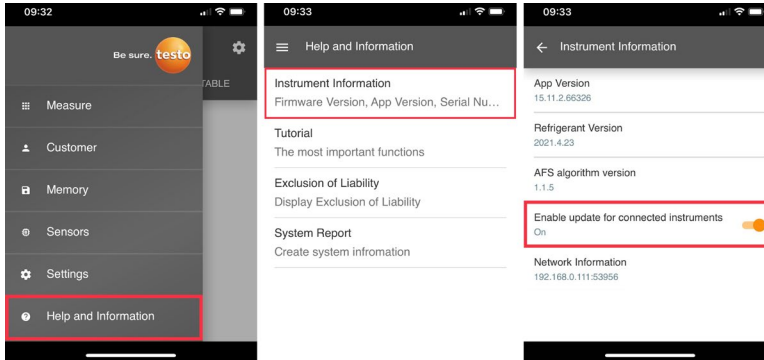 09:32
Be sure. testo
TABLE
Measure
Customer
Memory
Sensors
Settings
Help and Information
09:33
Help and Information
Instrument Information
Firmware Version, App Version, Serial Nu...
Tutorial
The most important functions
Exclusion of Liability
Display Exclusion of Liability
System Report
Create system infromation
09:33
Instrument Information
App Version
15.11.2.66326
Refrigerant Version
2021.4.23
AFS algorithm version
1.1.5
Enable update for connected instruments
On
Network Information
192.168.0.111:53956